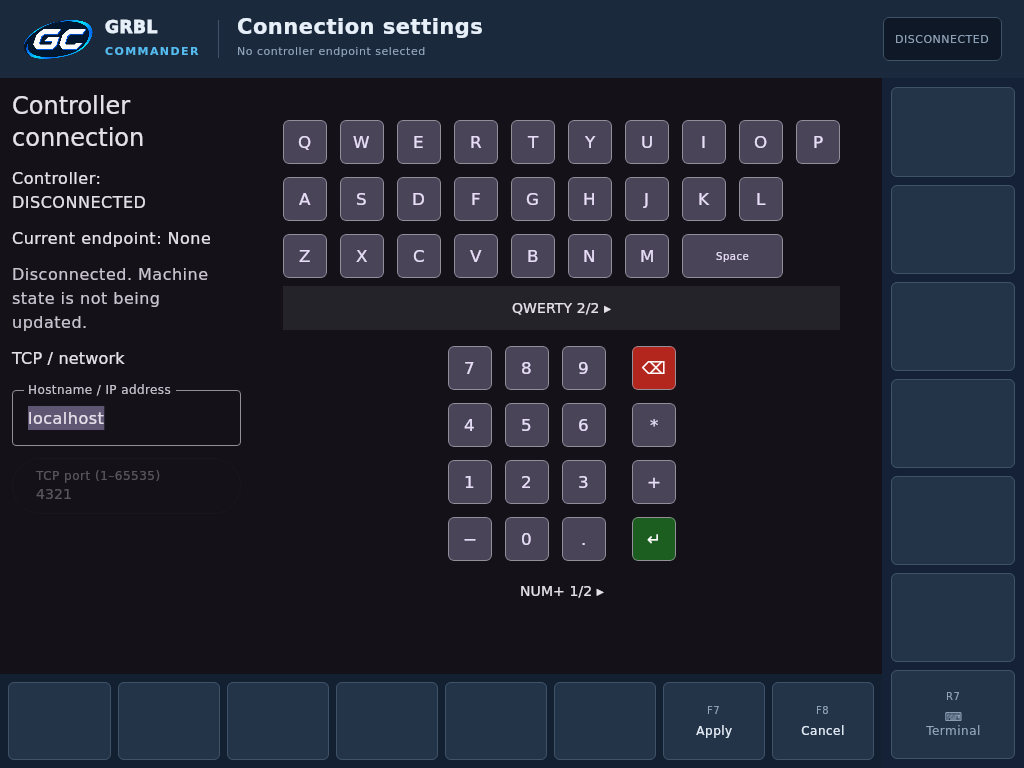 GC
GRBL
COMMANDER
Connection settings
No controller endpoint selected
DISCONNECTED
Controller
connection
Controller:
DISCONNECTED
Current endpoint: None
Disconnected. Machine
state is not being
updated.
TCP / network
Hostname / IP address
localhost
TCP port (1–65535)
4321
Q W E R T Y U I O P
A S D F G H J K L
Z X C V B N M Space
QWERTY 2/2 ▸
7 8 9 ⌫
4 5 6 *
1 2 3 +
− 0 . ↵
NUM+ 1/2 ▸
F7
Apply
F8
Cancel
R7
⌨
Terminal